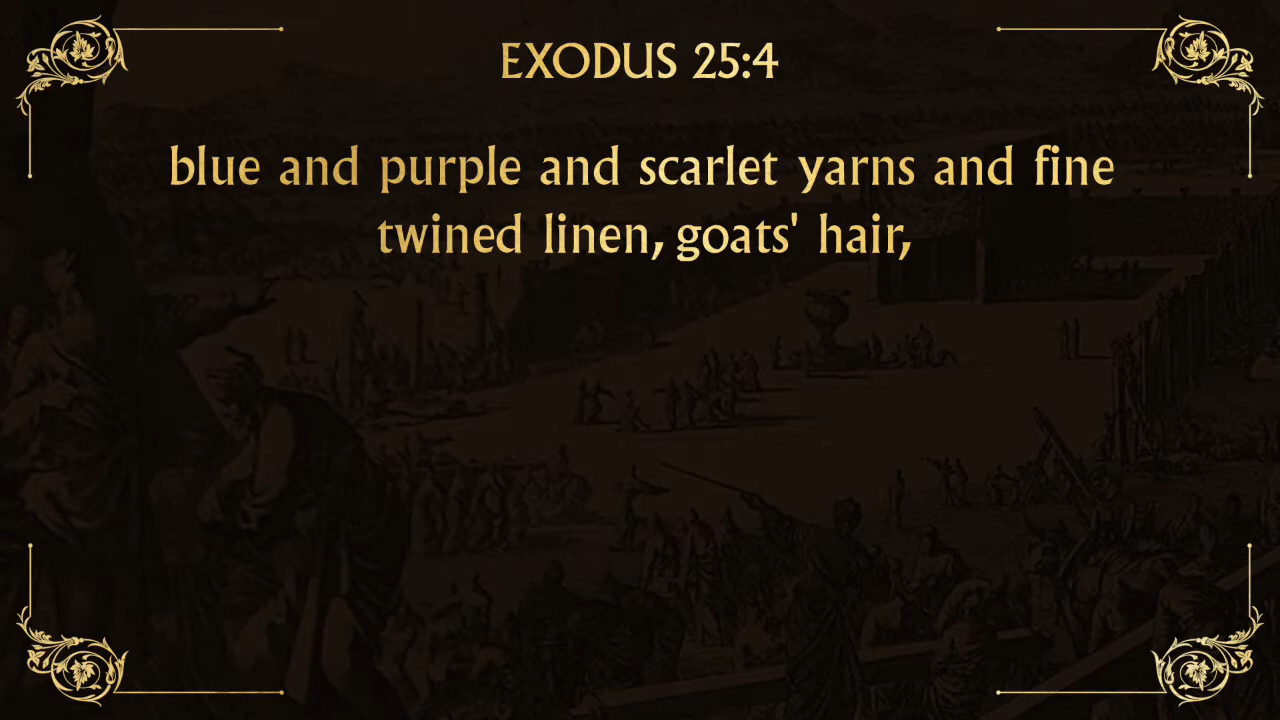 EXODUS 25:4
blue and purple and scarlet yarns and fine
twined linen, goats' hair,